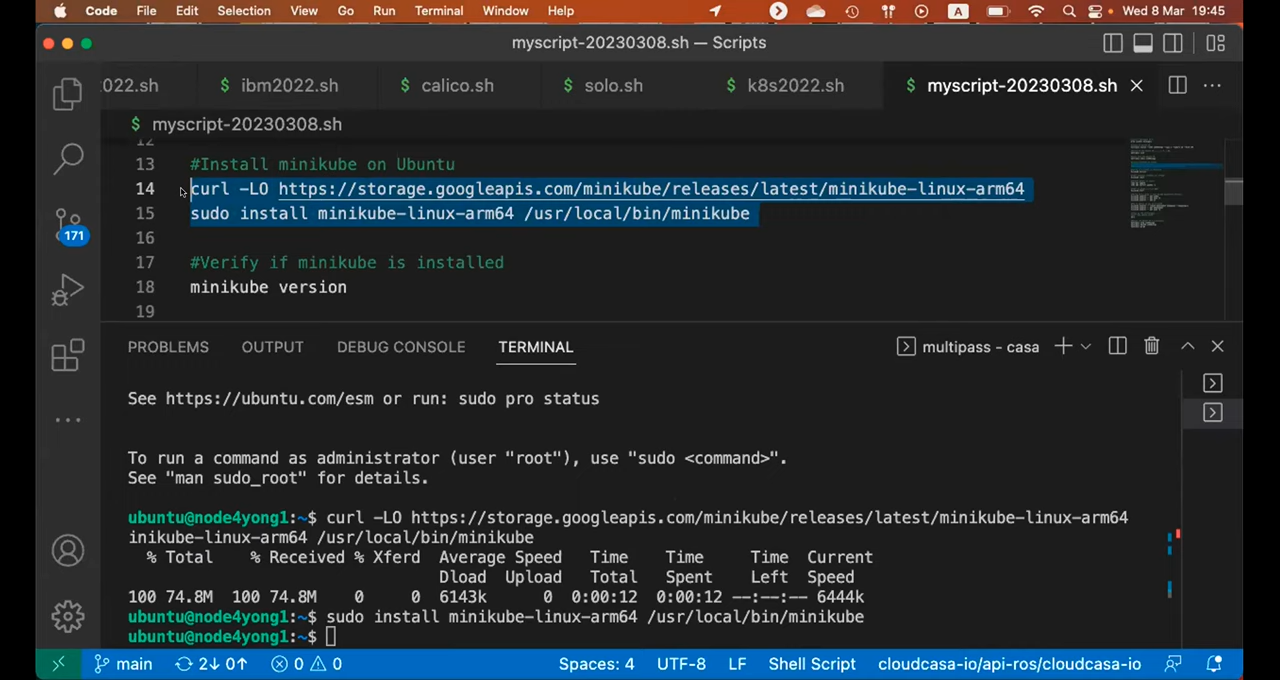 Code File Edit Selection View Go Run Terminal Window Help A Wed 8 Mar 19:45
myscript-20230308.sh — Scripts
2022.sh $ ibm2022.sh $ calico.sh $ solo.sh $ k8s2022.sh $ myscript-20230308.sh
$ myscript-20230308.sh
12
13 #Install minikube on Ubuntu
14 curl -LO https://storage.googleapis.com/minikube/releases/latest/minikube-linux-arm64
15 sudo install minikube-linux-arm64 /usr/local/bin/minikube
16
17 #Verify if minikube is installed
18 minikube version
19
171
PROBLEMS OUTPUT DEBUG CONSOLE TERMINAL multipass - casa
See https://ubuntu.com/esm or run: sudo pro status
To run a command as administrator (user "root"), use "sudo <command>".
See "man sudo_root" for details.
ubuntu@node4yong1:~$ curl -LO https://storage.googleapis.com/minikube/releases/latest/minikube-linux-arm64
inikube-linux-arm64 /usr/local/bin/minikube
% Total % Received % Xferd Average Speed Time Time Time Current
Dload Upload Total Spent Left Speed
100 74.8M 100 74.8M 0 0 6143k 0 0:00:12 0:00:12 --:--:-- 6444k
ubuntu@node4yong1:~$ sudo install minikube-linux-arm64 /usr/local/bin/minikube
ubuntu@node4yong1:~$
main 2↓ 0↑ 0 0 Spaces: 4 UTF-8 LF Shell Script cloudcasa-io/api-ros/cloudcasa-io